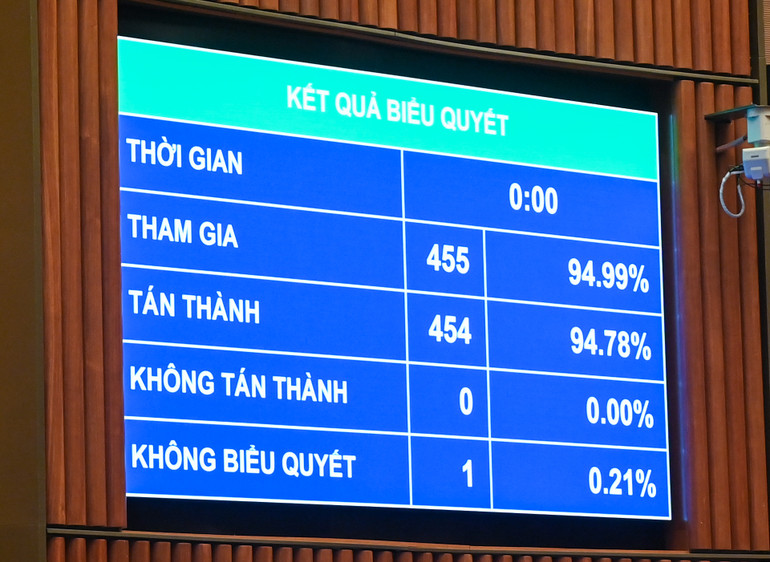 KẾT QUẢ BIỂU QUYẾT
THỜI GIAN 0:00
THAM GIA 455 94.99%
TÁN THÀNH 454 94.78%
KHÔNG TÁN THÀNH 0 0.00%
KHÔNG BIỂU QUYẾT 1 0.21%